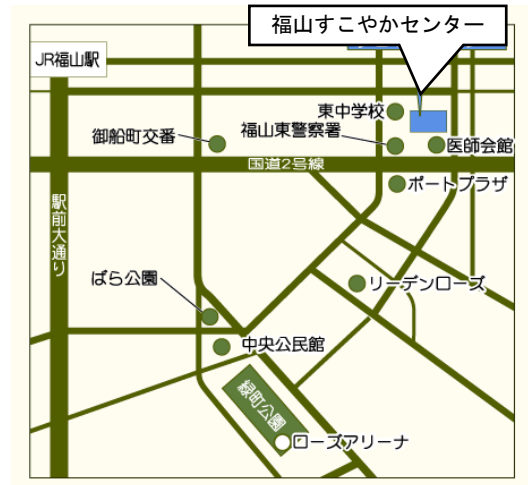 福山すこやかセンター
JR福山駅
東中学校
御船町交番
福山東警察署
医師会館
国道2号線
ポートプラザ
駅前大通り
ばら公園
リーデンローズ
中央公民館
緑町公園
ローズアリーナ